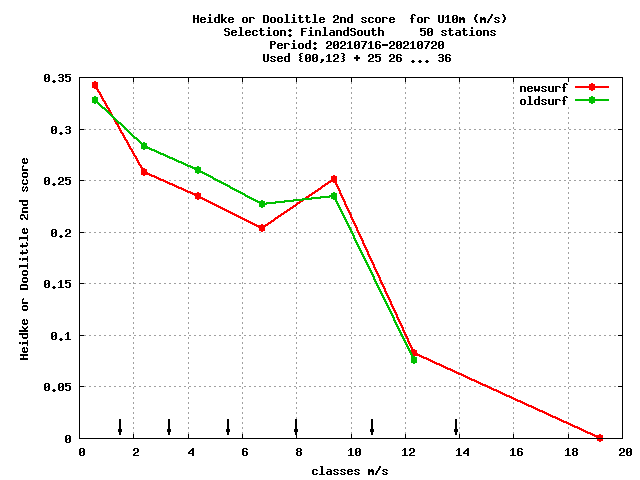 Heidke or Doolittle 2nd score  for U10m (m/s)
Selection: FinlandSouth     50 stations
Period: 20210716-20210720
Used {00,12} + 25 26 ... 36
newsurf
oldsurf
Heidke or Doolittle 2nd score
0.35
0.3
0.25
0.2
0.15
0.1
0.05
0
0 2 4 6 8 10 12 14 16 18 20
classes m/s